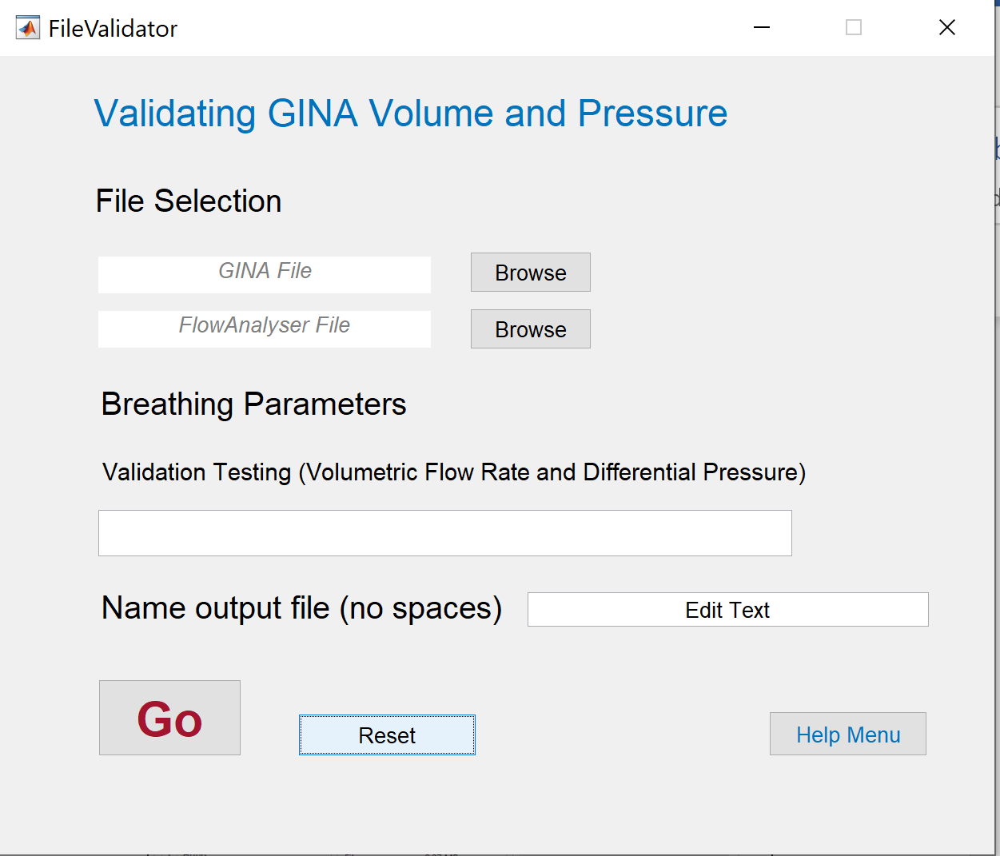 FileValidator
Validating GINA Volume and Pressure
File Selection
GINA File
Browse
FlowAnalyser File
Browse
Breathing Parameters
Validation Testing (Volumetric Flow Rate and Differential Pressure)
Name output file (no spaces)
Edit Text
Go
Reset
Help Menu